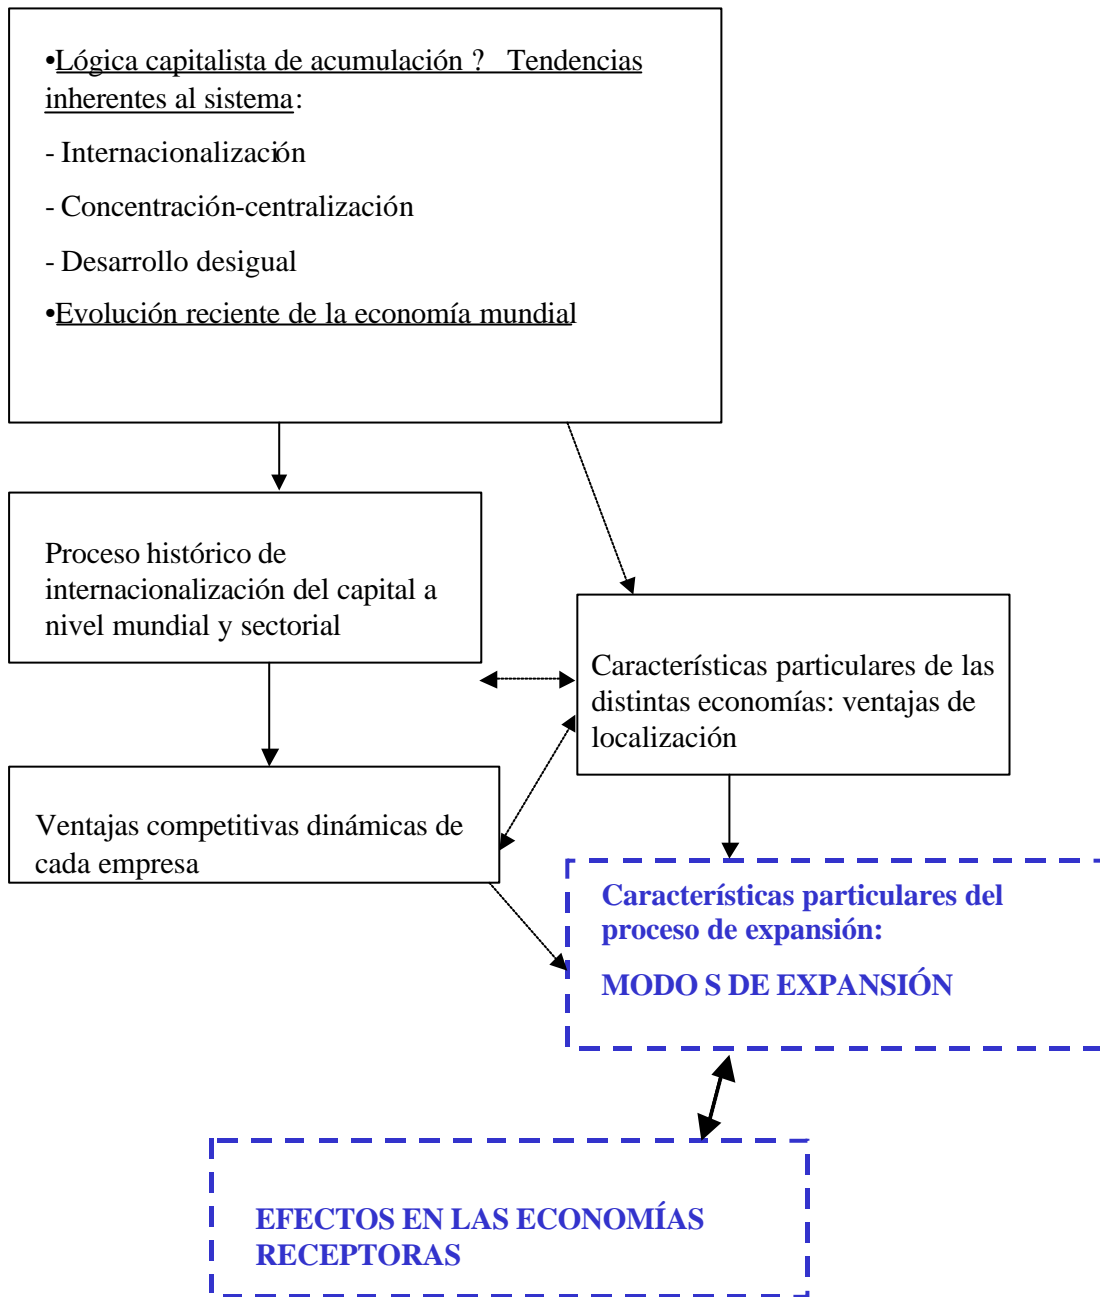 •Lógica capitalista de acumulación ? Tendencias
inherentes al sistema:
- Internacionalización
- Concentración-centralización
- Desarrollo desigual
•Evolución reciente de la economía mundial
Proceso histórico de
internacionalización del capital a
nivel mundial y sectorial
Características particulares de las
distintas economías: ventajas de
localización
Ventajas competitivas dinámicas de
cada empresa
Características particulares del
proceso de expansión:
MODO S DE EXPANSIÓN
EFECTOS EN LAS ECONOMÍAS
RECEPTORAS